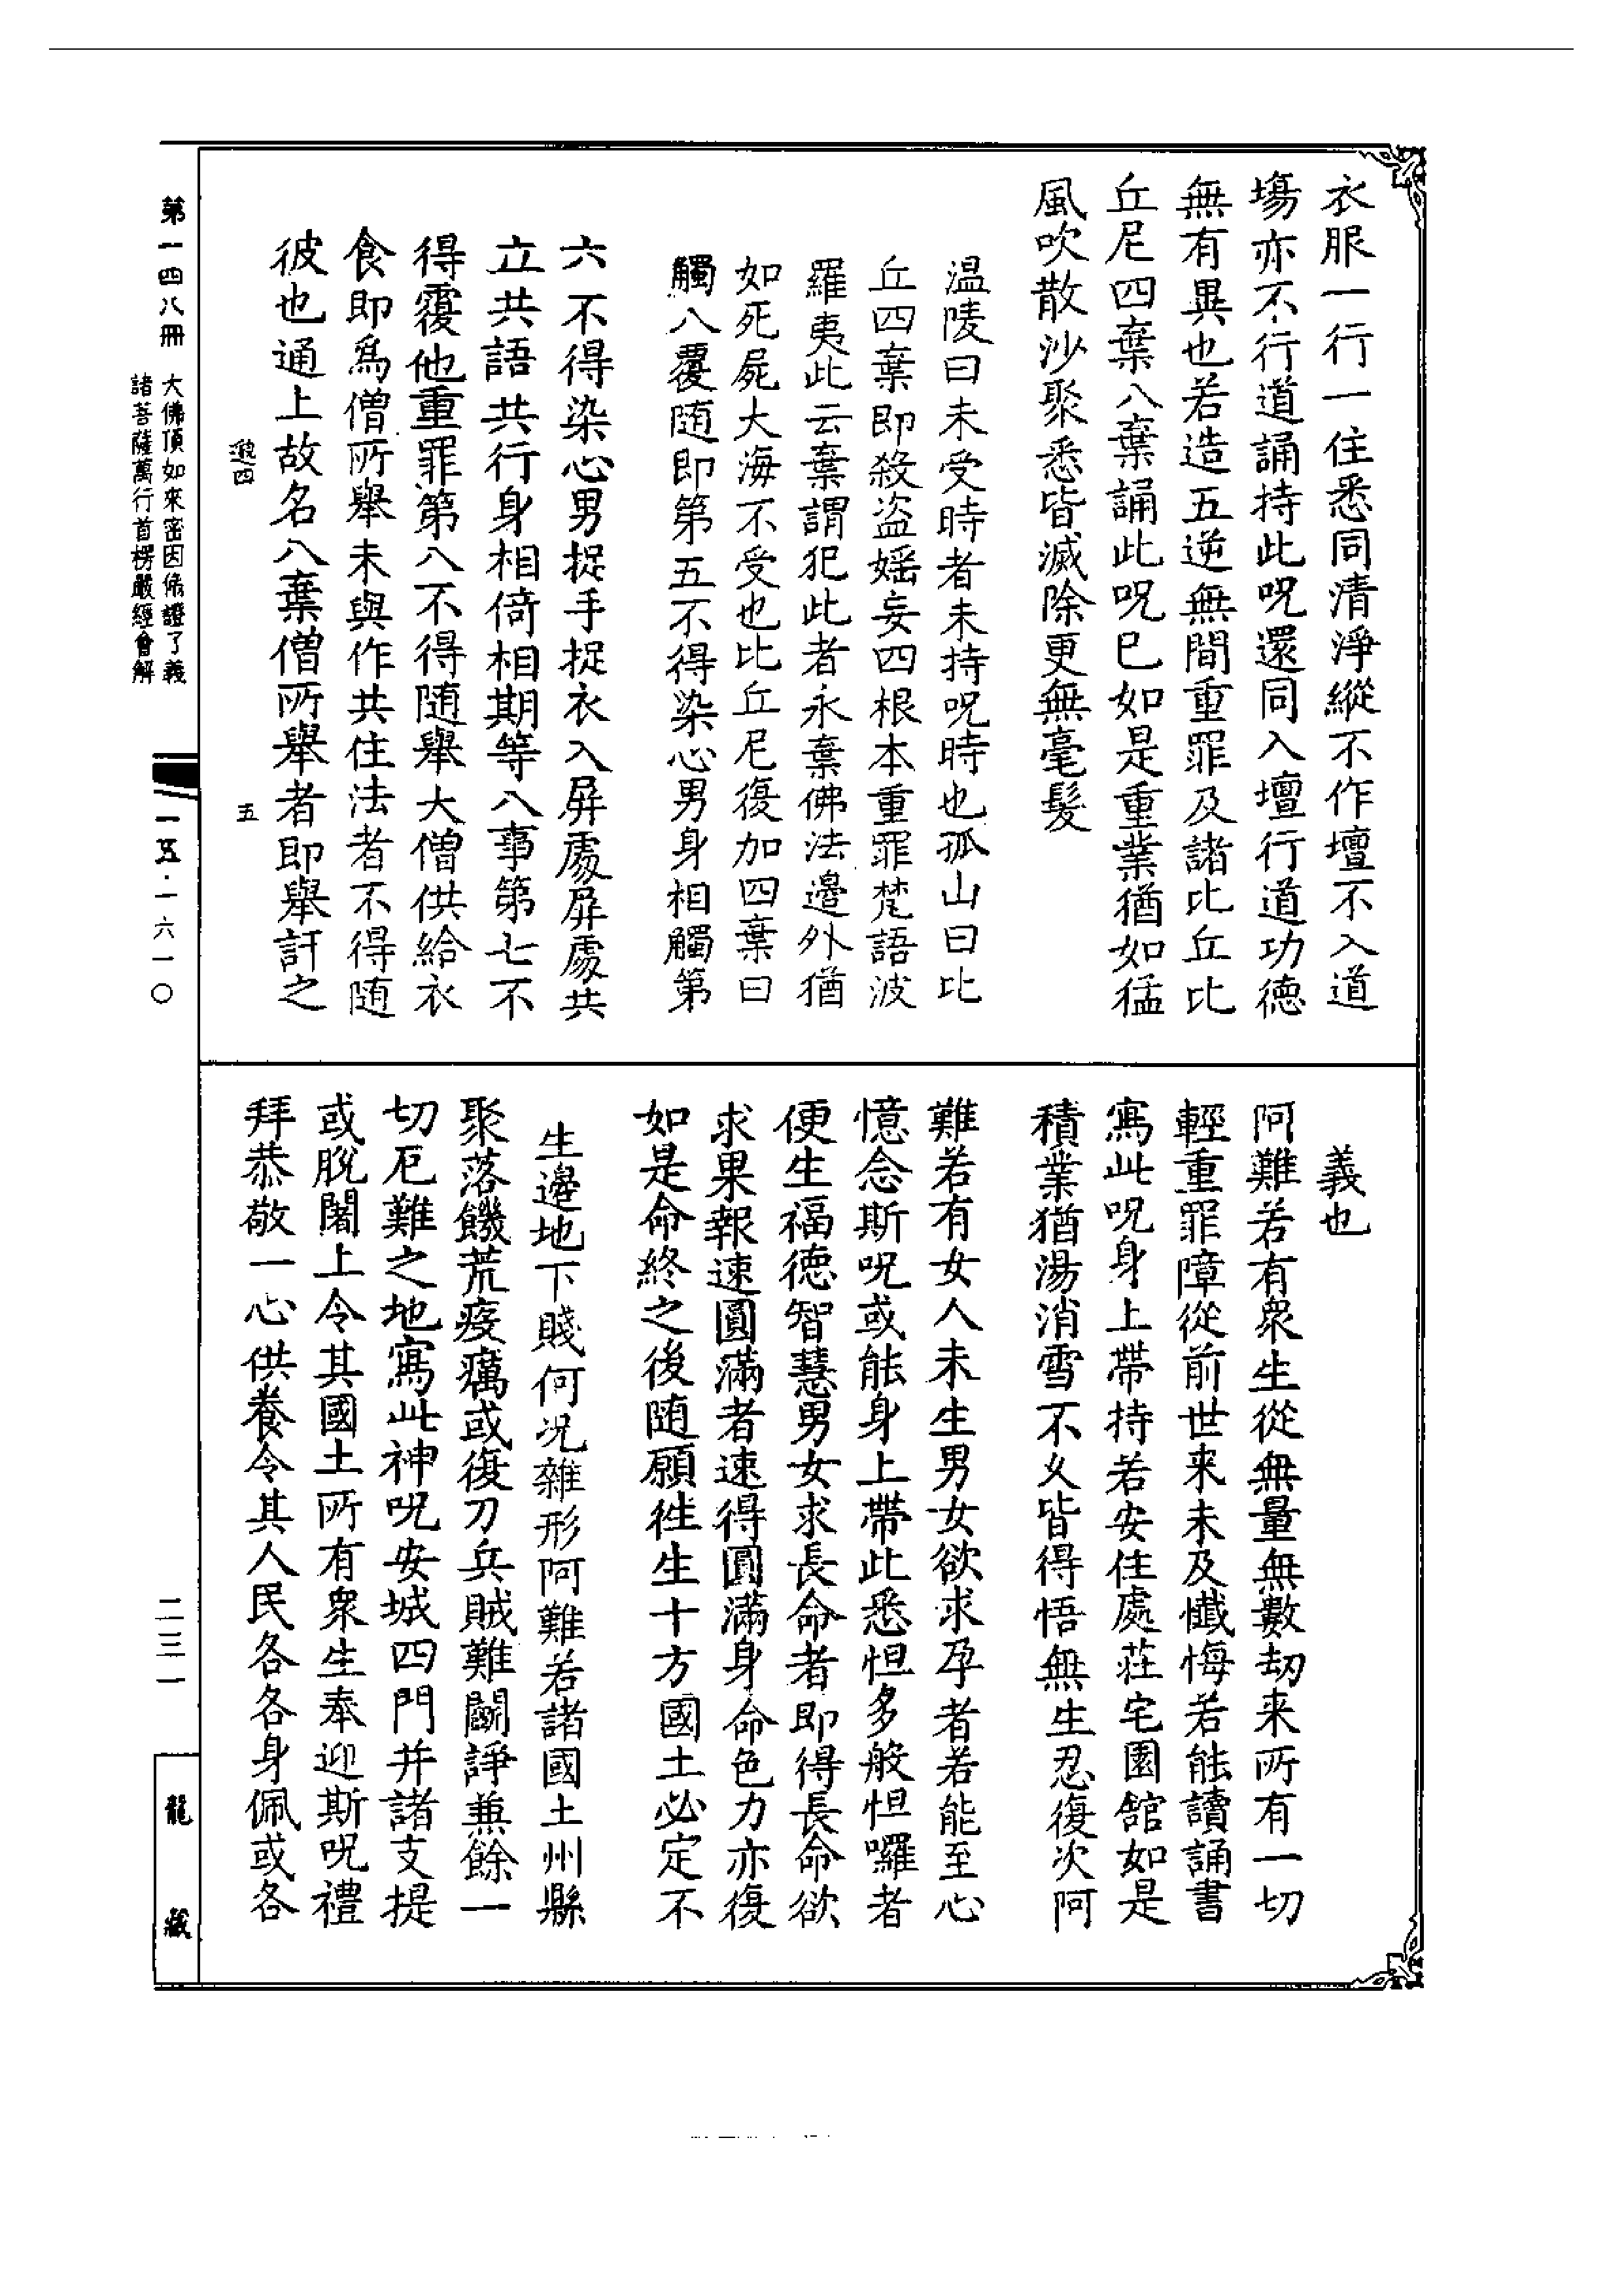 衣服一行一住悉同清淨縱不作壇不入道
場亦不行道誦持此呪還同入壇行道功德
無有異也若造五逆無間重罪及諸比丘比
丘尼四棄八棄誦此呪已如是重業猶如猛
風吹散沙聚悉皆滅除更無毫髮
温陵曰未受時者未持呪時也孤山曰比
丘四棄即殺盜婬妄四根本重罪梵語波
羅夷此云棄謂犯此者永棄佛法邊外猶
如死屍大海不受也比丘尼復加四棄曰
觸八覆随即第五不得染心男身相觸第
六不得染心男捉手捉衣入屏處屏處共
立共語共行身相倚相期等八事第七不
得覆他重罪第八不得随舉大僧供給衣
食即爲僧所舉未與作共住法者不得随
彼也通上故名八棄僧所舉者即舉訐之
義也
阿難若有衆生從無量無數劫来所有一切
輕重罪障從前世来未及懺悔若能讀誦書
寫此呪身上帶持若安住處莊宅園舘如是
積業猶湯消雪不久皆得悟無生忍復次阿
難若有女人未生男女欲求孕者若能至心
憶念斯呪或能身上帶此悉怛多般怛囉者
便生福德智慧男女求長命者即得長命欲
求果報速圓滿者速得圓滿身命色力亦復
如是命終之後随願徃生十方國土必定不
生邊地下賤何况雜形阿難若諸國土州縣
聚落饑荒疫癘或復刀兵賊難鬭諍兼餘一
切厄難之地寫此神呪安城四門并諸支提
或脫闍上令其國土所有衆生奉迎斯呪禮
拜恭敬一心供養令其人民各各身佩或各
第一四八冊
大佛頂如來密因脩證了義
諸菩薩萬行首楞嚴經會解
四
五
一五·一六一〇
二三一
龍藏